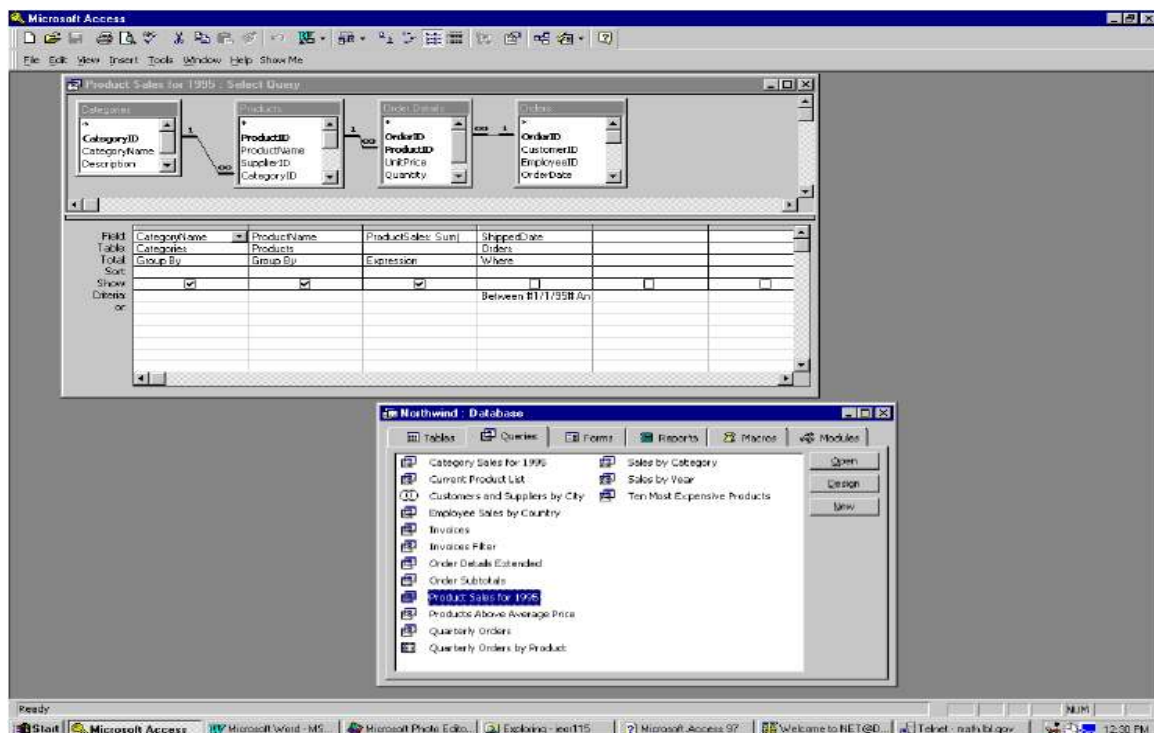 Microsoft Access
File Edit View Insert Tools Window Help Show Me
Product Sales for 1995 : Select Query
Categories
*
CategoryID
CategoryName
Description
Products
*
ProductID
ProductName
SupplierID
CategoryID
Order Details
*
OrderID
ProductID
UnitPrice
Quantity
Orders
*
OrderID
CustomerID
EmployeeID
OrderDate
1 ∞ 1 ∞ ∞ 1
Field: CategoryName ProductName ProductSales: Sum( ShippedDate
Table: Categories Products Orders
Total: Group By Group By Expression Where
Sort:
Show:
Criteria: Between #1/1/95# An
or:
Northwind : Database
Tables Queries Forms Reports Macros Modules
Category Sales for 1995
Current Product List
Customers and Suppliers by City
Employee Sales by Country
Invoices
Invoices Filter
Order Details Extended
Order Subtotals
Product Sales for 1995
Products Above Average Price
Quarterly Orders
Quarterly Orders by Product
Sales by Category
Sales by Year
Ten Most Expensive Products
Open
Design
New
Ready NUM
Start Microsoft Access Microsoft Word - MS... Microsoft Photo Edito... Exploring - ieor115 Microsoft Access 97 Welcome to NET@D... Telnet - math.lbl.gov 12:30 PM